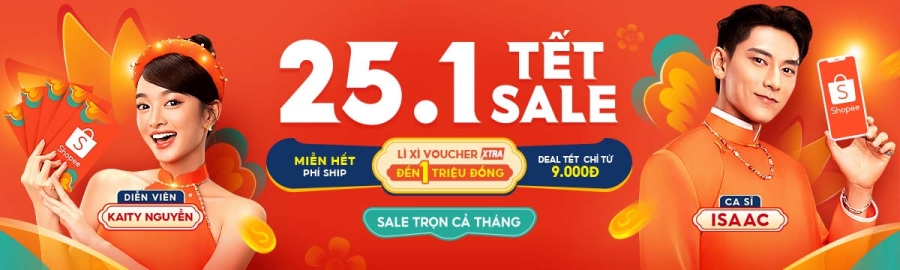 25.1
TẾT
SALE
MIỄN HẾT
PHÍ SHIP
LÌ XÌ VOUCHER XTRA
ĐẾN 1 TRIỆU ĐỒNG
DEAL TẾT CHỈ TỪ
9.000Đ
SALE TRỌN CẢ THÁNG
S
Shopee
DIỄN VIÊN
KAITY NGUYỄN
S
Shopee
CA SĨ
ISAAC